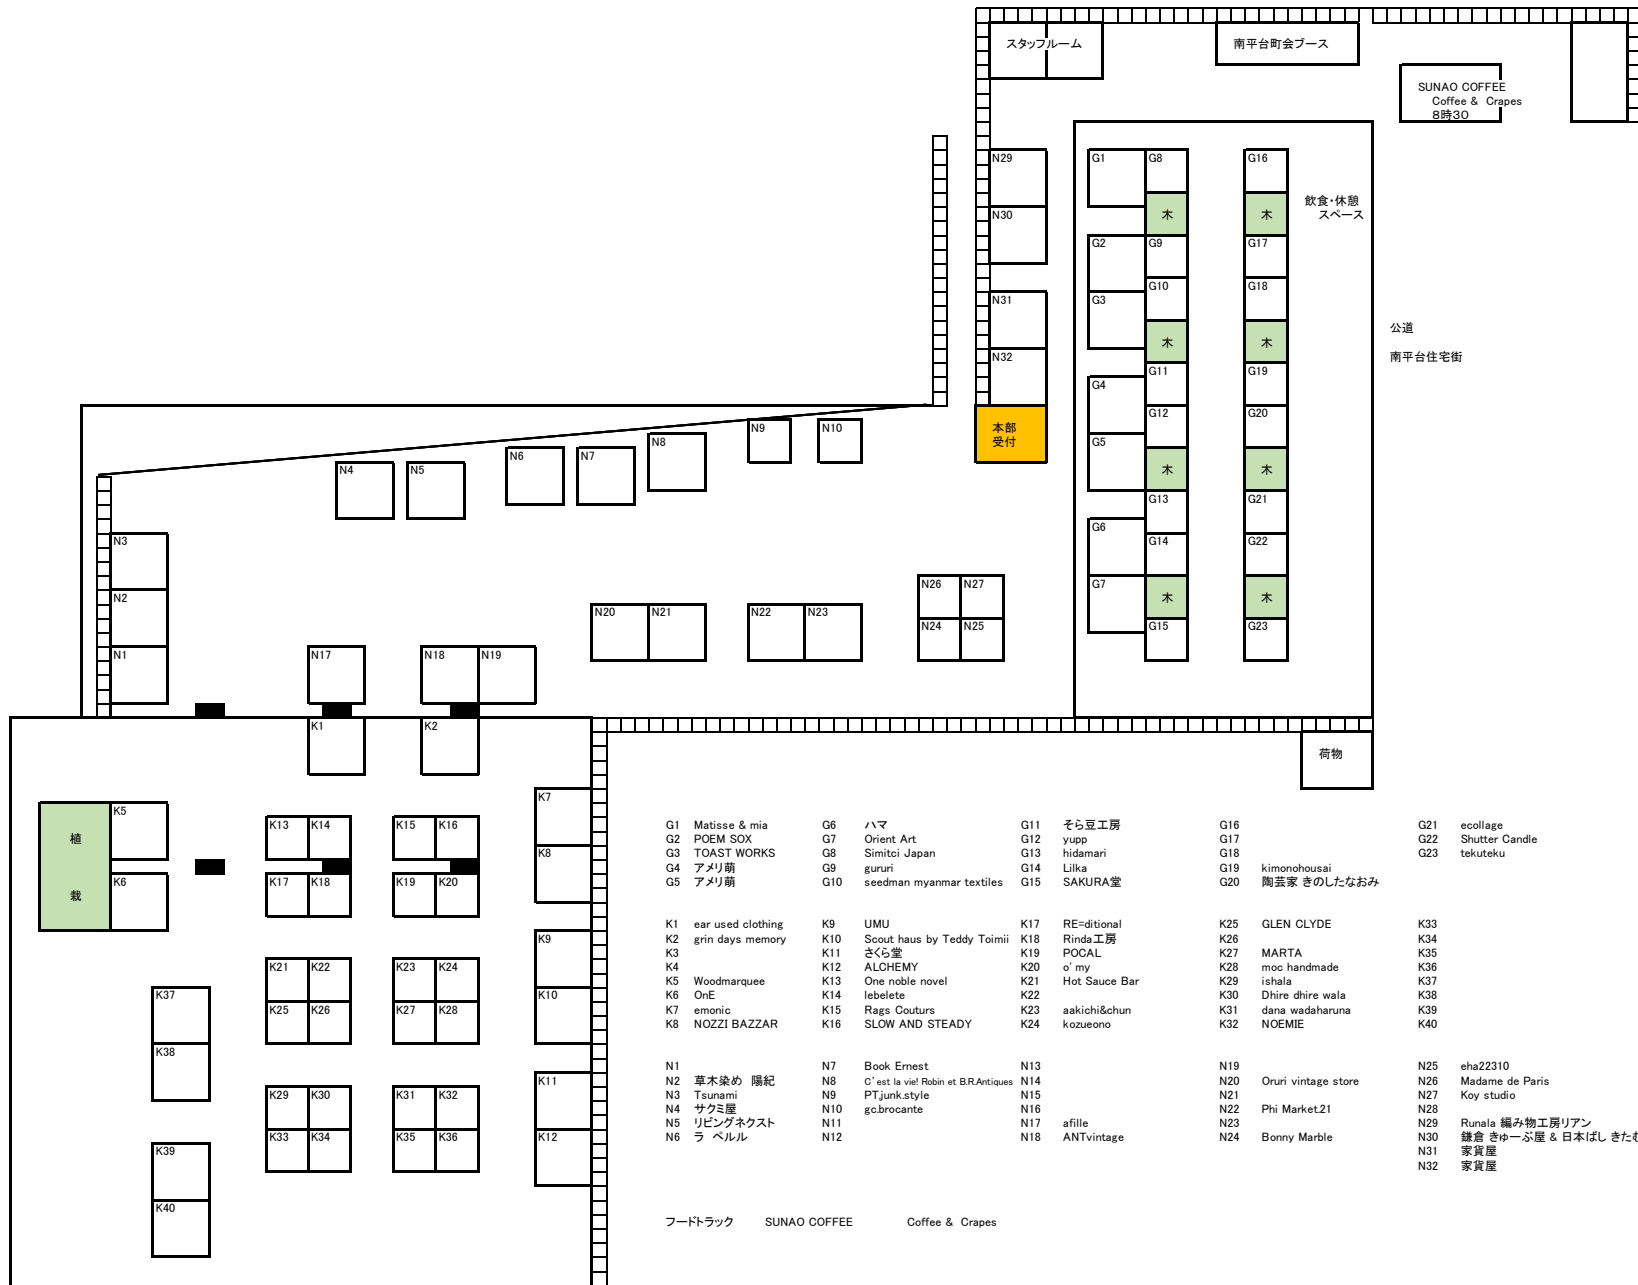 スタッフルーム
南平台町会ブース
SUNAO COFFEE
Coffee & Crapes
8時30
N29
G1
G8
G16
飲食・休憩
スペース
木
木
N30
G2
G9
G17
G10
G18
N31
G3
公道
木
木
南平台住宅街
N32
G4
G11
G19
G12
G20
本部
受付
N9
N10
N8
G5
N6
N7
N4
N5
木
木
G13
G21
G6
N3
G14
G22
N26
N27
G7
木
木
N2
N20
N21
N22
N23
N24
N25
G15
G23
N1
N17
N18
N19
K1
K2
荷物
K7
植
栽
K5
K13
K14
K15
K16
K8
K6
K17
K18
K19
K20
K9
K21
K22
K23
K24
K37
K10
K25
K26
K27
K28
K38
K11
K29
K30
K31
K32
K12
K33
K34
K35
K36
K39
K40
G1 Matisse & mia G6 ハマ G11 そら豆工房 G16 G21 ecollage
G2 POEM SOX G7 Orient Art G12 yupp G17 G22 Shutter Candle
G3 TOAST WORKS G8 Simitci Japan G13 hidamari G18 G23 tekuteku
G4 アメリ萌 G9 gururi G14 Lilka G19 kimonohousai
G5 アメリ萌 G10 seedman myanmar textiles G15 SAKURA堂 G20 陶芸家 きのしたなおみ
K1 ear used clothing K9 UMU K17 RE=ditional K25 GLEN CLYDE K33
K2 grin days memory K10 Scout haus by Teddy Toimii K18 Rinda工房 K26 K34
K3 K11 さくら堂 K19 POCAL K27 MARTA K35
K4 K12 ALCHEMY K20 o' my K28 moc handmade K36
K5 Woodmarquee K13 One noble novel K21 Hot Sauce Bar K29 ishala K37
K6 OnE K14 lebelete K22 K30 Dhire dhire wala K38
K7 emonic K15 Rags Couturs K23 aakichi&chun K31 dana wadaharuna K39
K8 NOZZI BAZZAR K16 SLOW AND STEADY K24 kozueono K32 NOEMIE K40
N1 N7 Book Ernest N13 N19 N25 eha22310
N2 草木染め 陽紀 N8 C'est la vie! Robin et B.R.Antiques N14 N20 Oruri vintage store N26 Madame de Paris
N3 Tsunami N9 PT.junk.style N15 N21 N27 Koy studio
N4 サクミ屋 N10 gc.brocante N16 N22 Phi Market.21 N28
N5 リビングネクスト N11 N17 afille N23 N29 Runala 編み物工房リアン
N6 ラ ペルル N12 N18 ANTvintage N24 Bonny Marble N30 鎌倉 きゅーぶ屋 & 日本ばし きたむ
N31 家貨屋
N32 家貨屋
フードトラック SUNAO COFFEE Coffee & Crapes